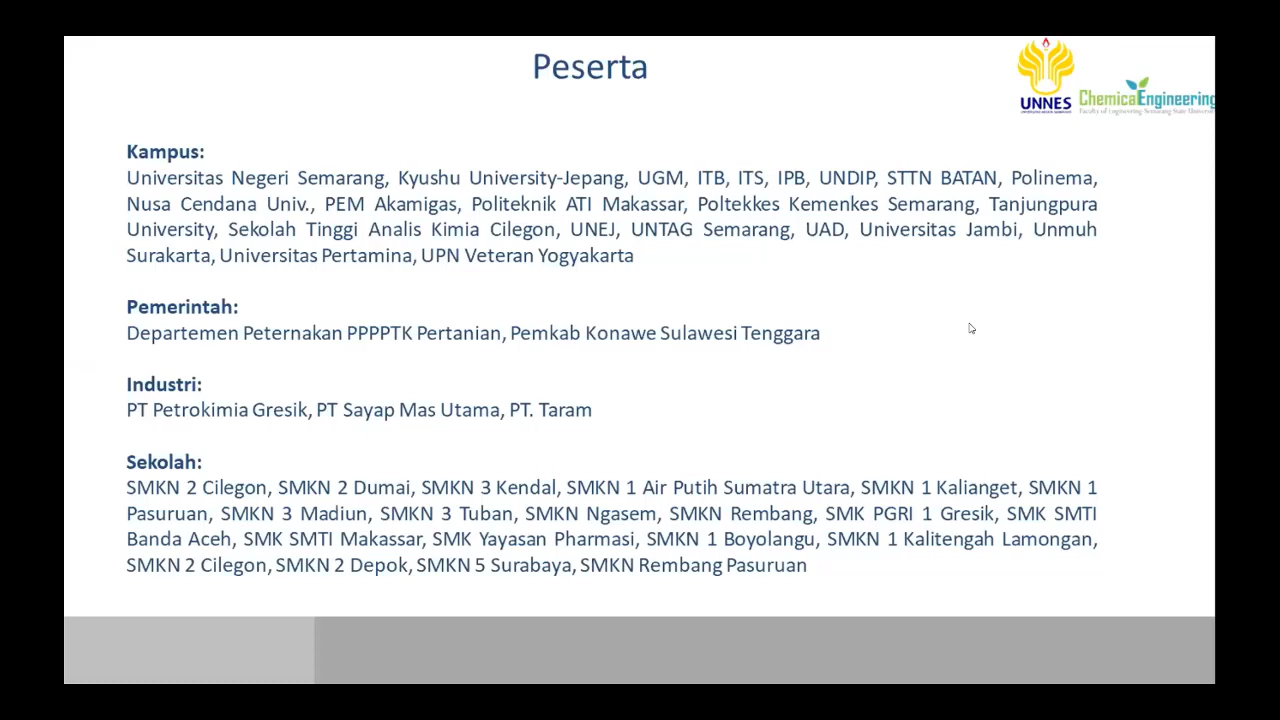 Peserta
UNNES
ChemicalEngineering
Faculty of Engineering Semarang State Universit
Kampus:
Universitas Negeri Semarang, Kyushu University-Jepang, UGM, ITB, ITS, IPB, UNDIP, STTN BATAN, Polinema,
Nusa Cendana Univ., PEM Akamigas, Politeknik ATI Makassar, Poltekkes Kemenkes Semarang, Tanjungpura
University, Sekolah Tinggi Analis Kimia Cilegon, UNEJ, UNTAG Semarang, UAD, Universitas Jambi, Unmuh
Surakarta, Universitas Pertamina, UPN Veteran Yogyakarta
Pemerintah:
Departemen Peternakan PPPPTK Pertanian, Pemkab Konawe Sulawesi Tenggara
Industri:
PT Petrokimia Gresik, PT Sayap Mas Utama, PT. Taram
Sekolah:
SMKN 2 Cilegon, SMKN 2 Dumai, SMKN 3 Kendal, SMKN 1 Air Putih Sumatra Utara, SMKN 1 Kalianget, SMKN 1
Pasuruan, SMKN 3 Madiun, SMKN 3 Tuban, SMKN Ngasem, SMKN Rembang, SMK PGRI 1 Gresik, SMK SMTI
Banda Aceh, SMK SMTI Makassar, SMK Yayasan Pharmasi, SMKN 1 Boyolangu, SMKN 1 Kalitengah Lamongan,
SMKN 2 Cilegon, SMKN 2 Depok, SMKN 5 Surabaya, SMKN Rembang Pasuruan